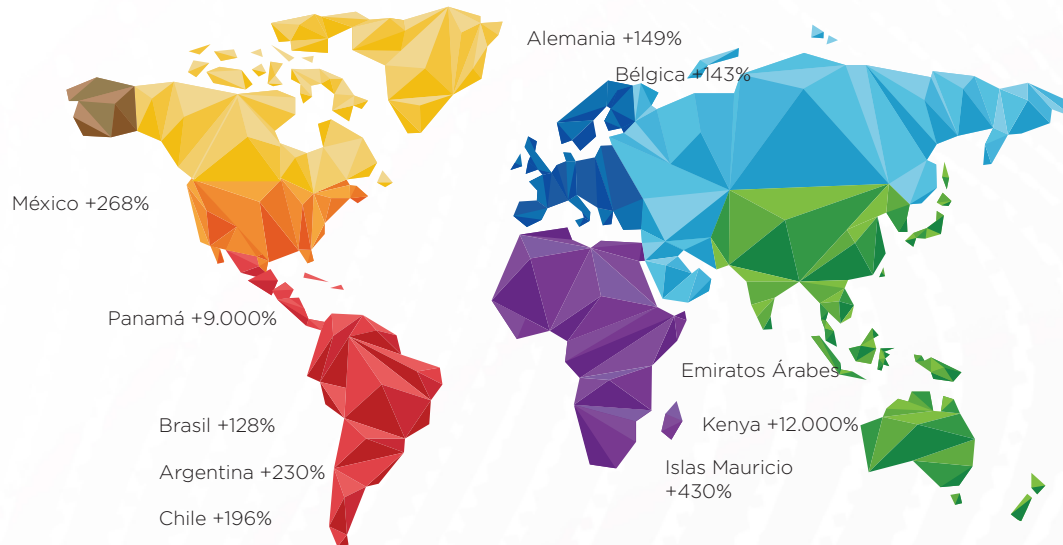 Alemania +149%
Bélgica +143%
México +268%
Panamá +9.000%
Emiratos Árabes
Brasil +128%
Kenya +12.000%
Argentina +230%
Islas Mauricio
+430%
Chile +196%